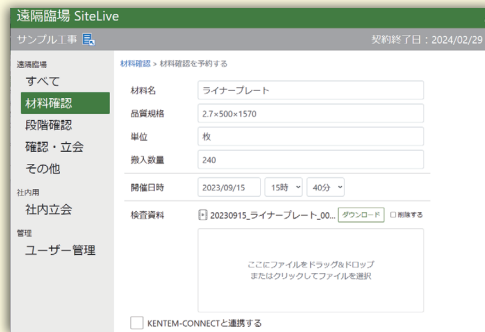 遠隔臨場 SiteLive
サンプル工事
契約終了日：2024/02/29
遠隔臨場
すべて
材料確認
段階確認
確認・立会
その他
社内用
社内立会
管理
ユーザー管理
材料確認 > 材料確認を予約する
材料名 ライナープレート
品質規格 2.7×500×1570
単位 枚
搬入数量 240
開催日時 2023/09/15 15時 40分
検査資料 20230915_ライナープレート_00... ダウンロード 削除する
ここにファイルをドラッグ&ドロップ
またはクリックしてファイルを選択
KENTEM-CONNECTと連携する